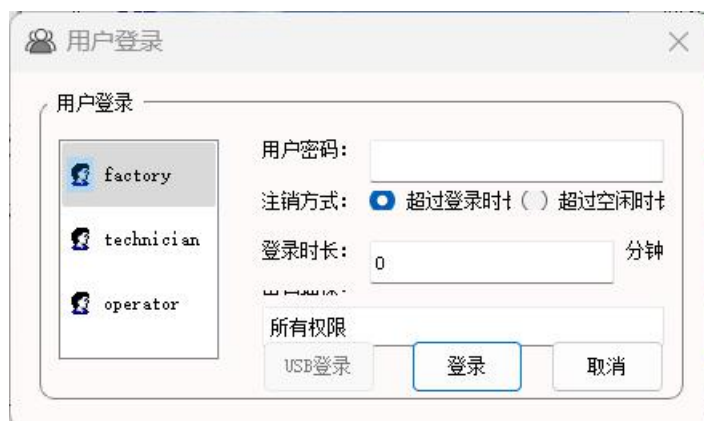 用户登录
用户登录
factory
technician
operator
用户密码：
注销方式： 超过登录时 ( ) 超过空闲时长
登录时长： 0 分钟
所有权限
USB登录 登录 取消